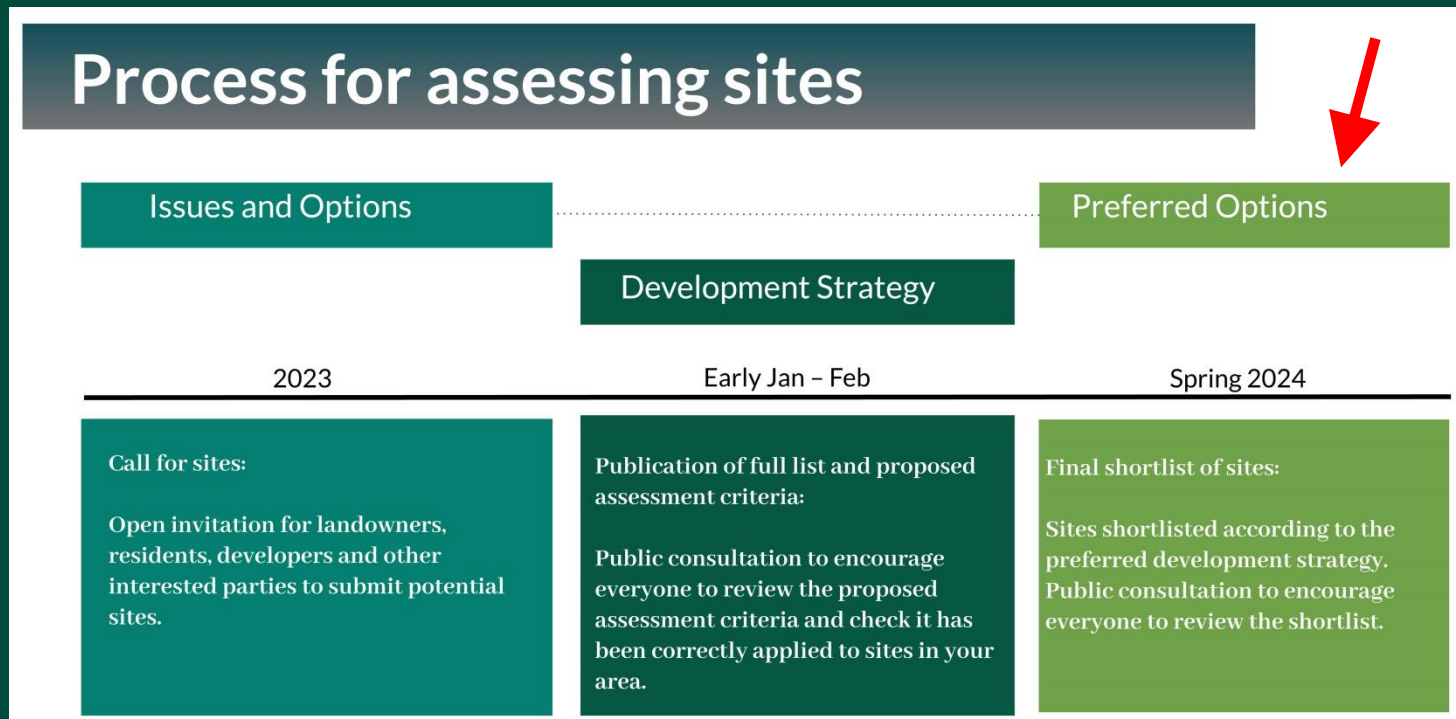 Process for assessing sites
Issues and Options
Preferred Options
Development Strategy
2023
Early Jan – Feb
Spring 2024
Call for sites:
Open invitation for landowners,
residents, developers and other
interested parties to submit potential
sites.
Publication of full list and proposed
assessment criteria:
Public consultation to encourage
everyone to review the proposed
assessment criteria and check it has
been correctly applied to sites in your
area.
Final shortlist of sites:
Sites shortlisted according to the
preferred development strategy.
Public consultation to encourage
everyone to review the shortlist.